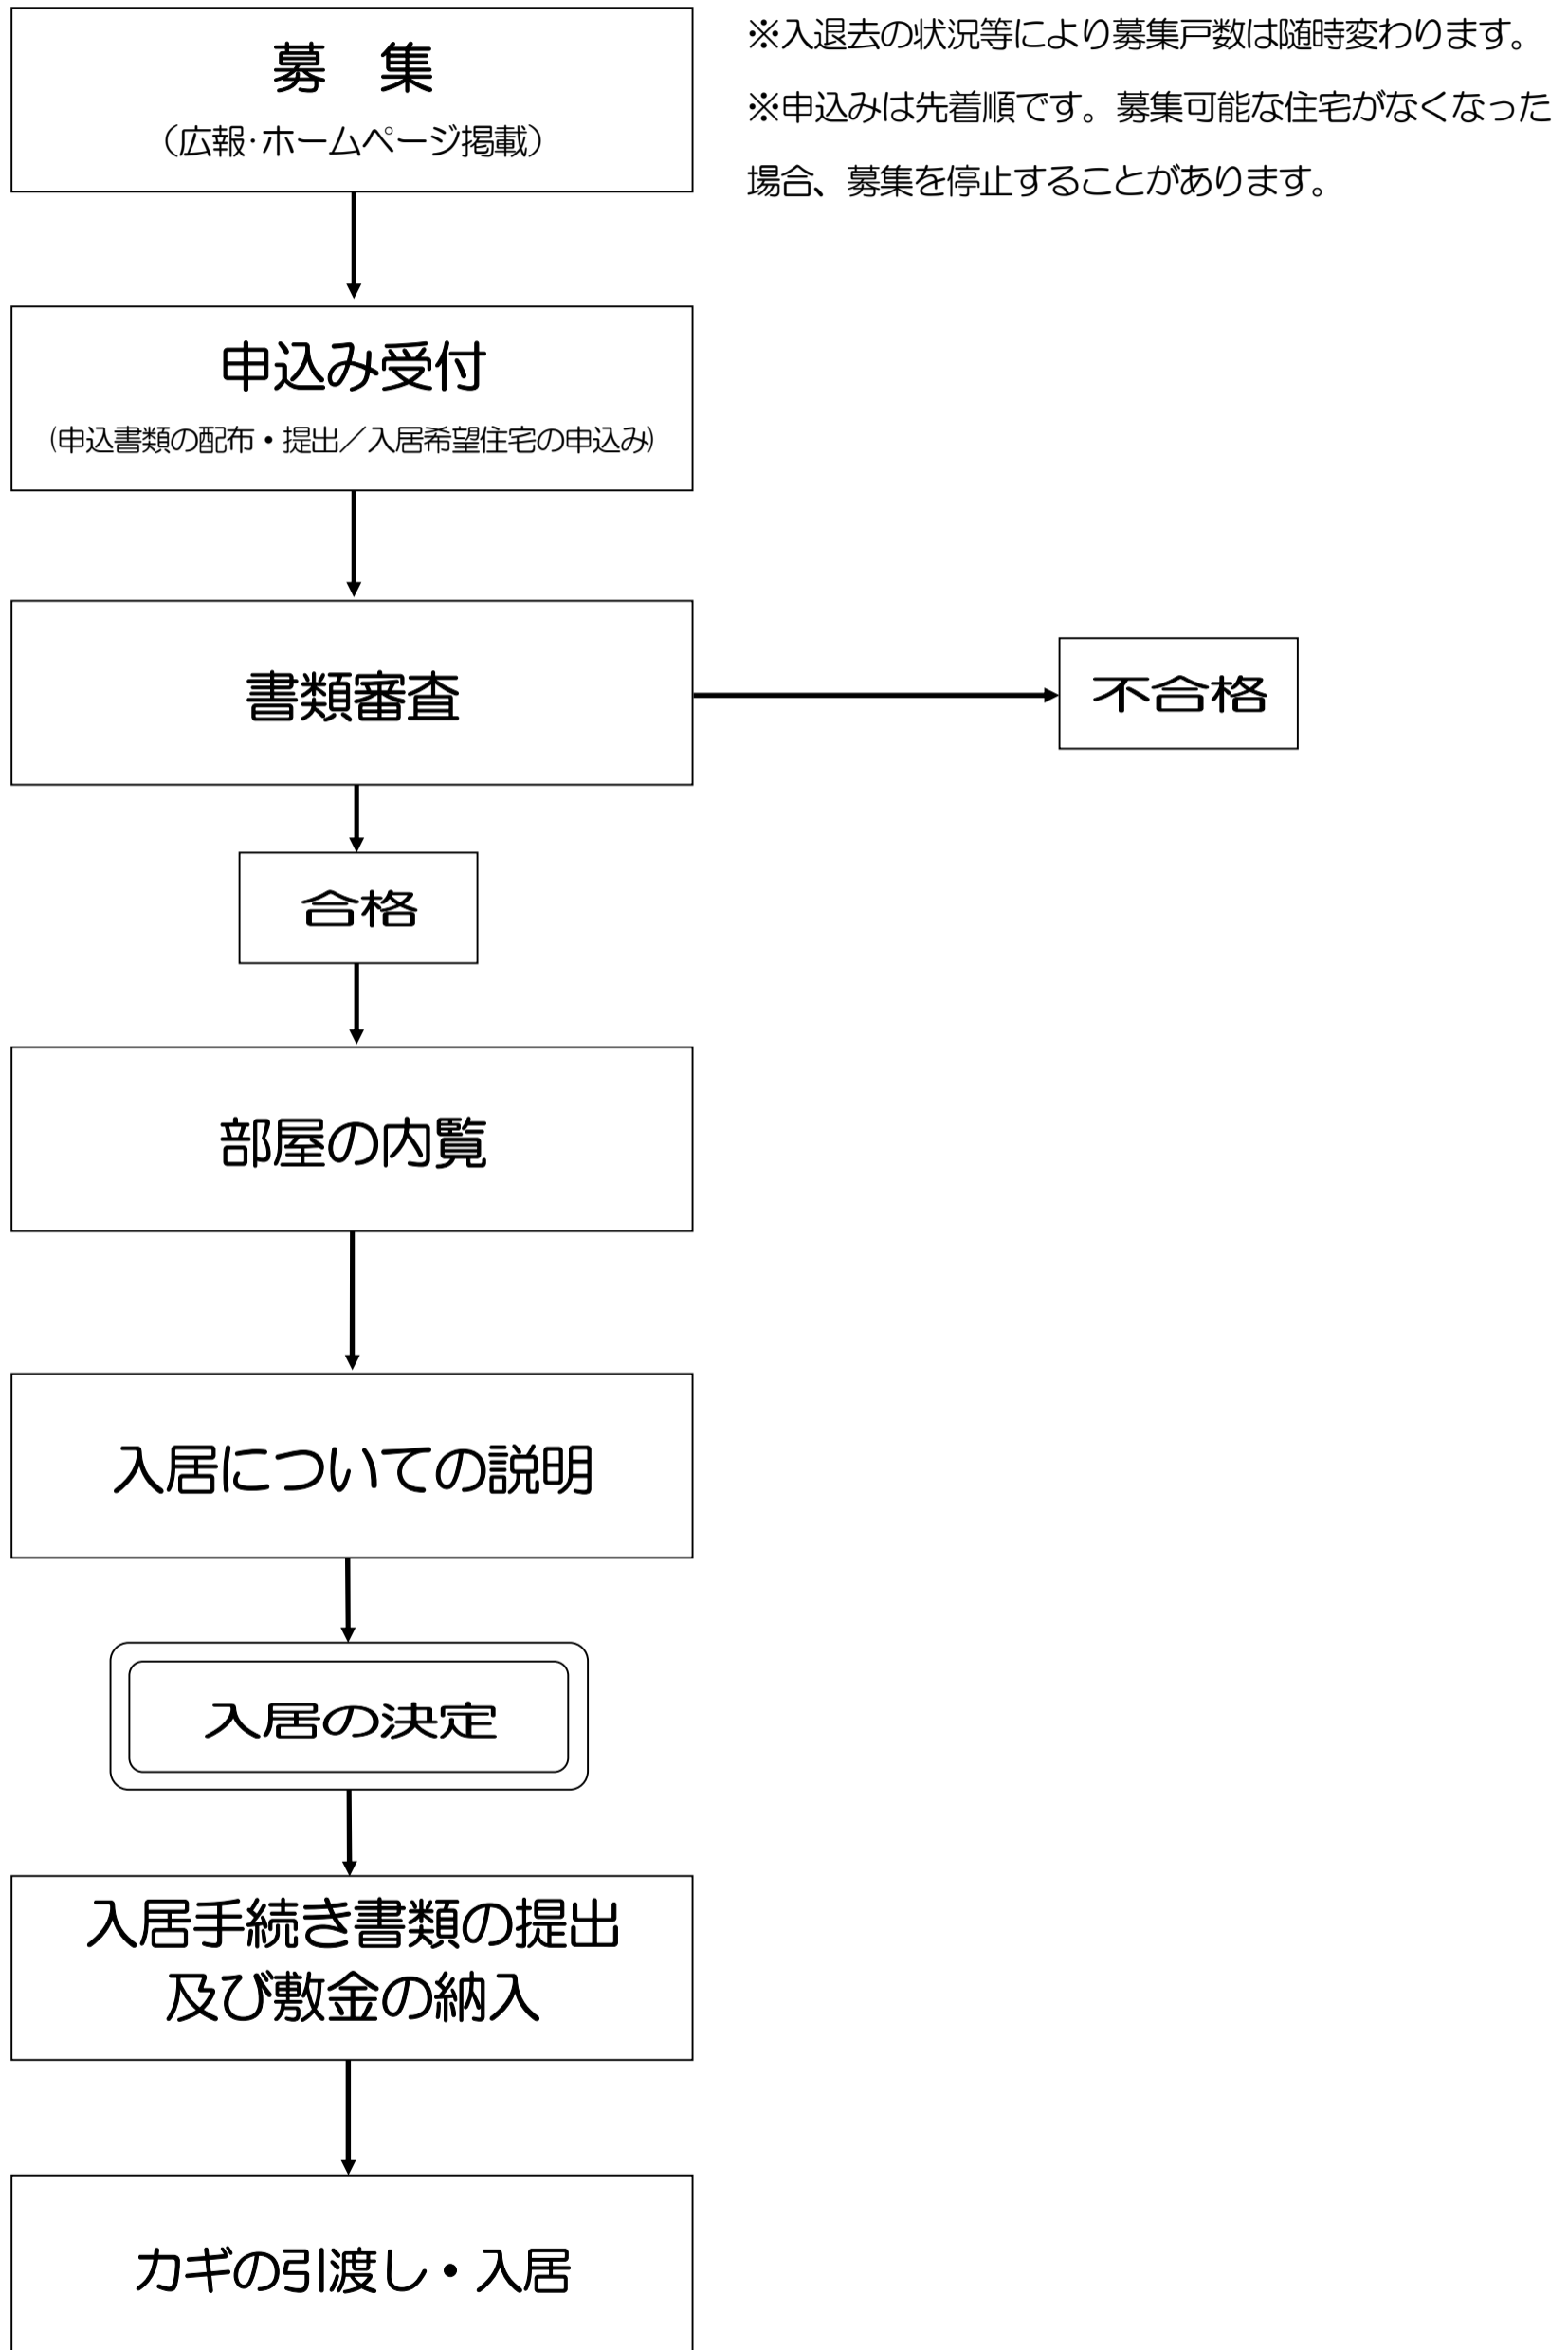 募　集
（広報･ホームページ掲載）
※入退去の状況等により募集戸数は随時変わります。
※申込みは先着順です。募集可能な住宅がなくなった
場合、募集を停止することがあります。
申込み受付
（申込書類の配布・提出／入居希望住宅の申込み）
書類審査
不合格
合格
部屋の内覧
入居についての説明
入居の決定
入居手続き書類の提出
及び敷金の納入
カギの引渡し・入居